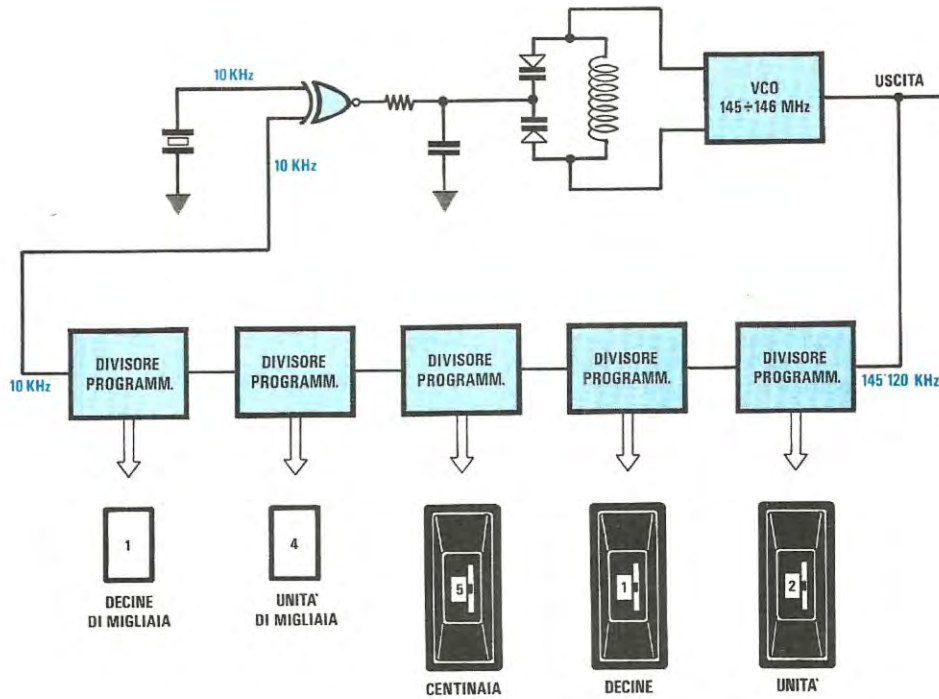 10 KHz
10 KHz
VCO
145÷146 MHz
USCITA
10 KHz
DIVISORE
PROGRAMM.
DIVISORE
PROGRAMM.
DIVISORE
PROGRAMM.
DIVISORE
PROGRAMM.
DIVISORE
PROGRAMM.
145˙120 KHz
1
4
5
1
2
DECINE
DI MIGLIAIA
UNITA'
DI MIGLIAIA
CENTINAIA
DECINE
UNITA'